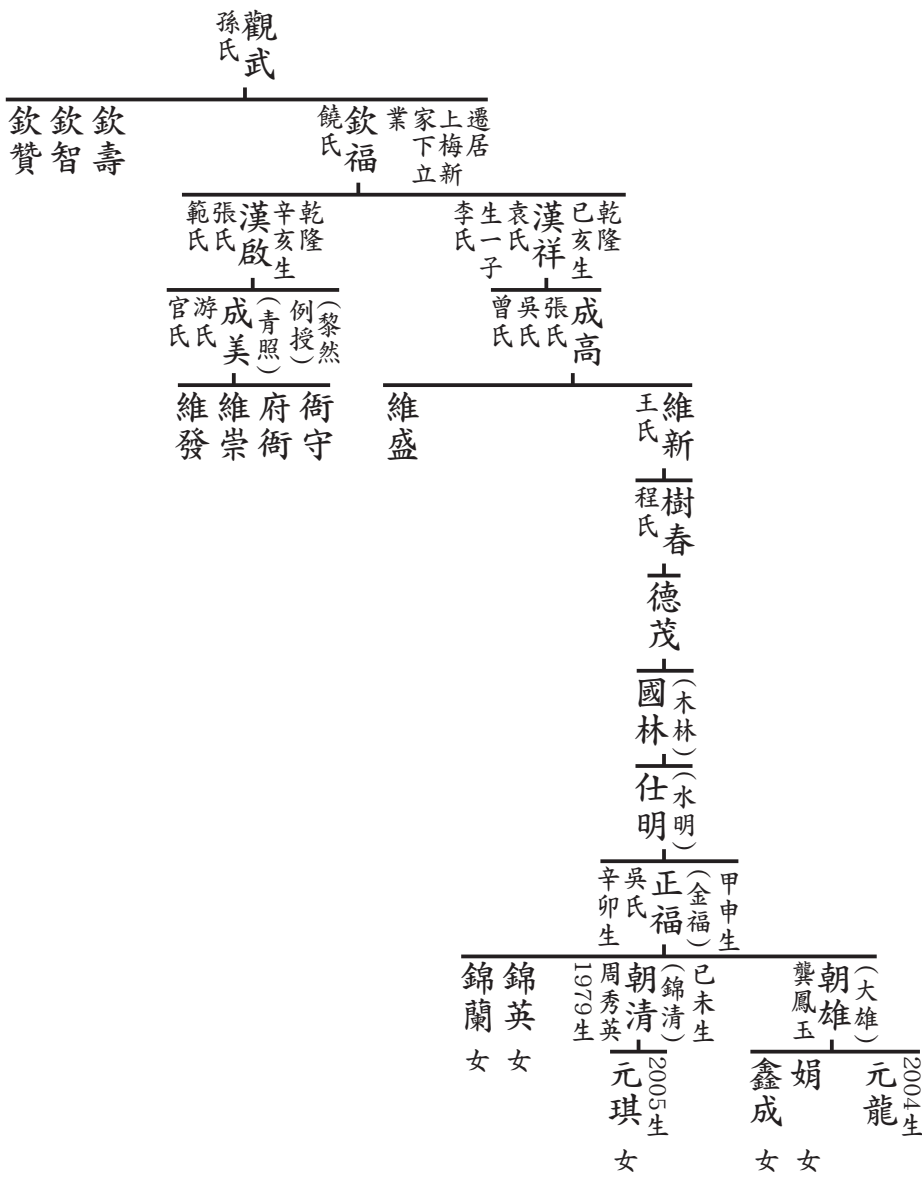 觀武
孫氏
遷居
上梅新
家下立
業
欽福
饒氏
欽壽
欽智
欽贊
乾隆
己亥生
漢祥
袁氏
生一子
李氏
乾隆
辛亥生
漢啟
張氏
範氏
成高
張氏
吳氏
曾氏
(黎然
例授)
(青照)
成美
游氏
官氏
維新
王氏
維盛
衙守
府衙
維崇
維發
樹春
程氏
德茂
(木林)
國林
(水明)
仕明
甲申生
(金福)
正福
吳氏
辛卯生
(大雄)
朝雄
龔鳳玉
己未生
(錦清)
朝清
周秀英
1979生
錦英 女
錦蘭 女
2004生
元龍
娟 女
鑫成 女
2005生
元琪 女